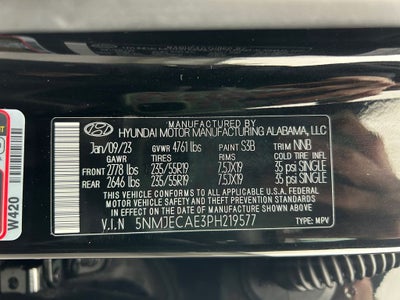 MANUFACTURED BY
HYUNDAI MOTOR MANUFACTURING ALABAMA, LLC
Jan/09/23 GVWR 4761 lbs PAINT S3B TRIM NNB
GAWR TIRES RIMS
FRONT 2778 lbs 235/55R19 7.5JX19 35 psi SINGLE
REAR 2646 lbs 235/55R19 7.5JX19 35 psi SINGLE
THIS VEHICLE CONFORMS TO ALL APPLICABLE U.S.A. FEDERAL
MOTOR VEHICLE SAFETY, BUMPER, AND THEFT PREVENTION
STANDARDS IN EFFECT ON THE DATE OF MANUFACTURE SHOWN ABOVE.
V.I.N 5NMJECAE3PH219577 TYPE: MPV
W420